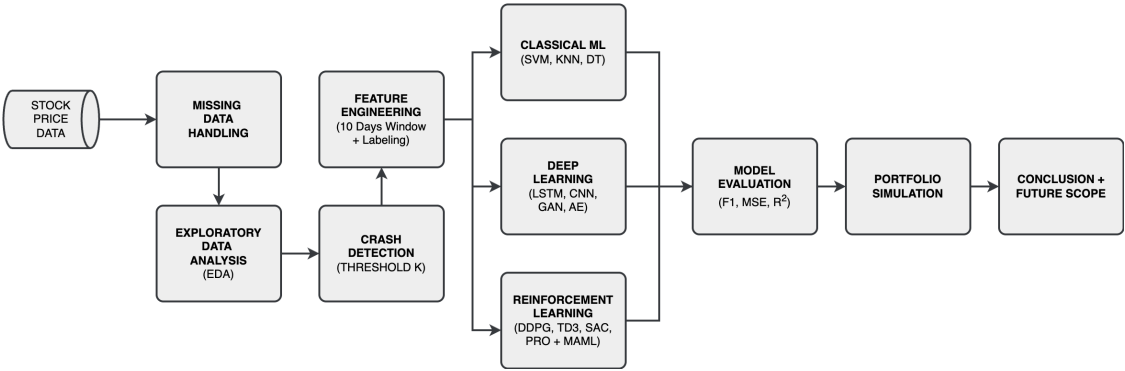 STOCK
PRICE
DATA
MISSING
DATA
HANDLING
EXPLORATORY
DATA
ANALYSIS
(EDA)
CRASH
DETECTION
(THRESHOLD K)
FEATURE
ENGINEERING
(10 Days Window
+ Labeling)
CLASSICAL ML
(SVM, KNN, DT)
DEEP
LEARNING
(LSTM, CNN,
GAN, AE)
REINFORCEMENT
LEARNING
(DDPG, TD3, SAC,
PRO + MAML)
MODEL
EVALUATION
(F1, MSE, R²)
PORTFOLIO
SIMULATION
CONCLUSION +
FUTURE SCOPE